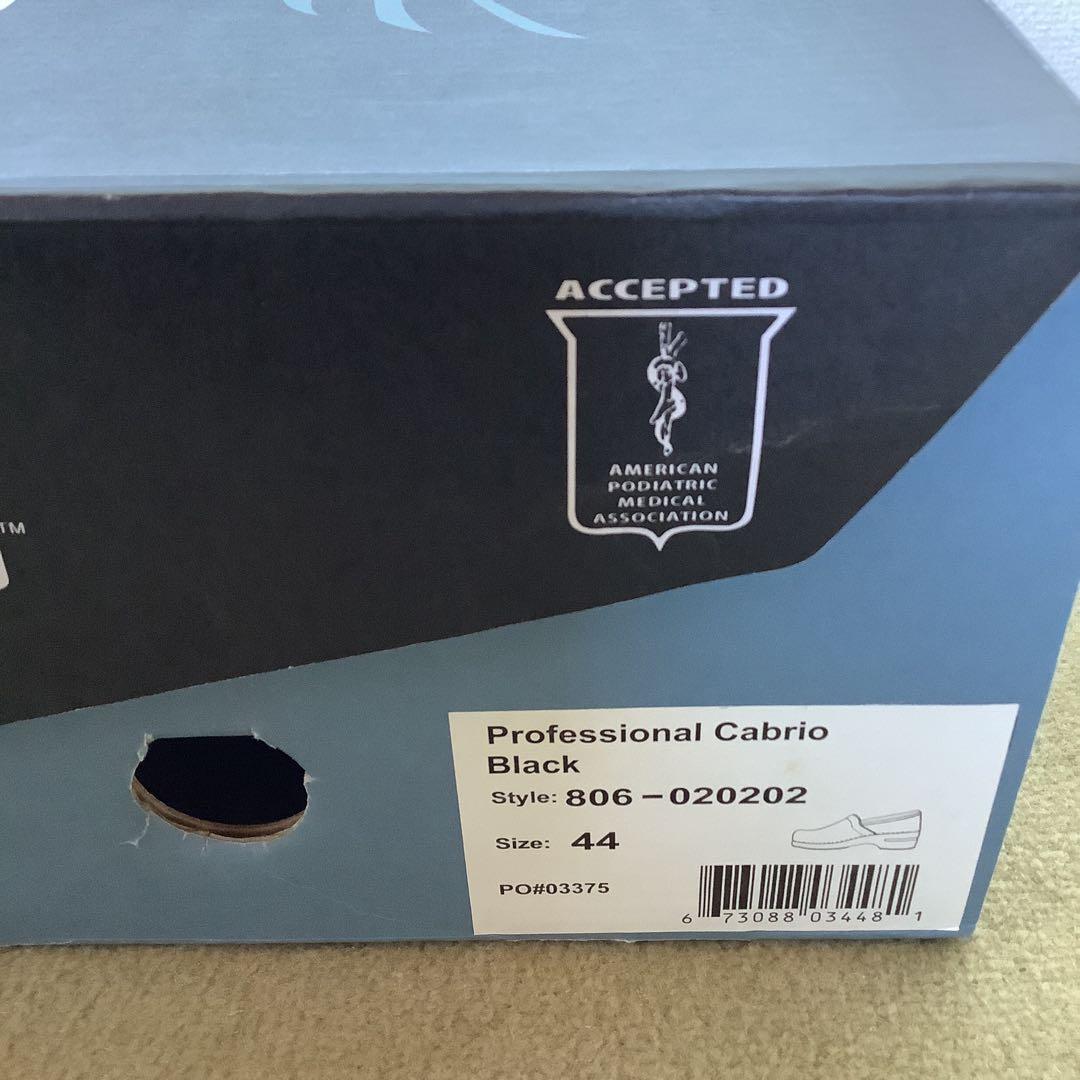 ACCEPTED
AMERICAN
PODIATRIC
MEDICAL
ASSOCIATION
TM
Professional Cabrio
Black
Style: 806-020202
Size: 44
PO#03375
6 73088 03448 1